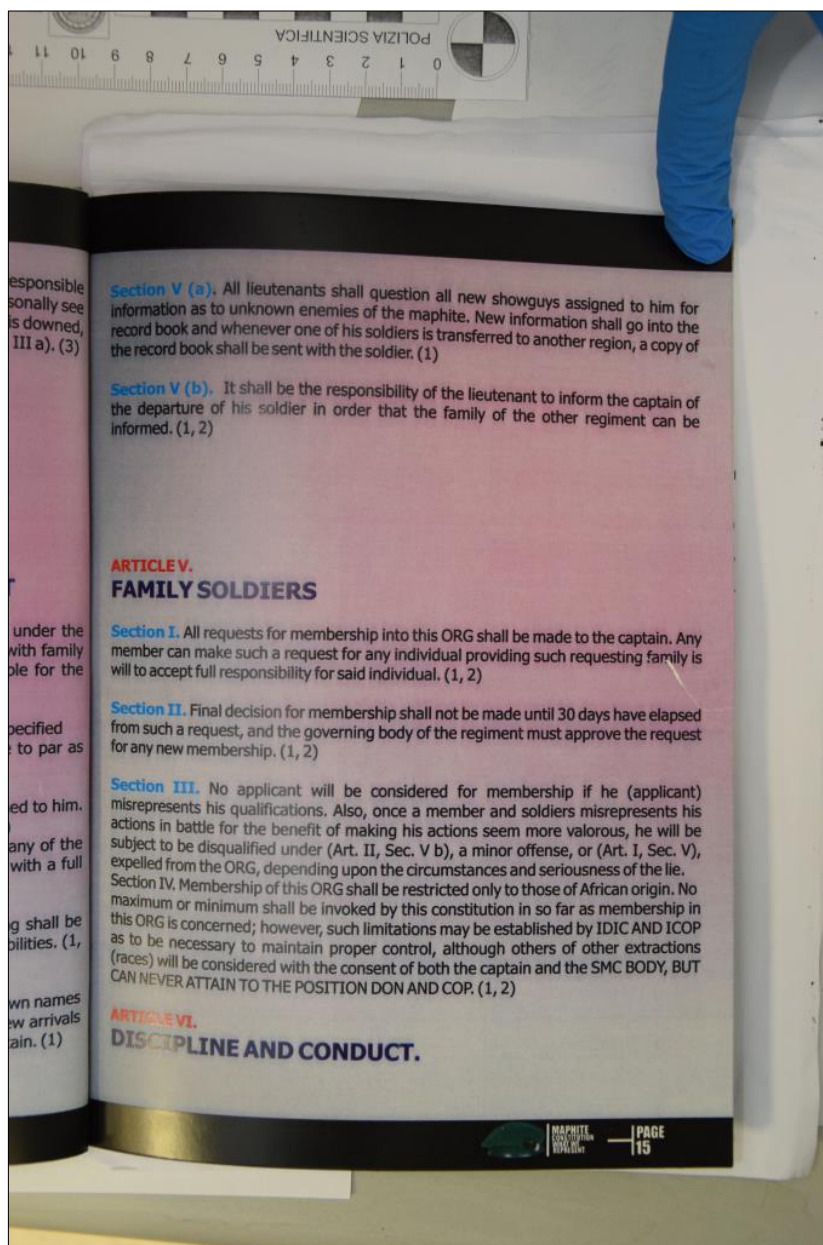 POLIZIA SCIENTIFICA
11 10 9 8 7 6 5 4 3 2 1 0
esponsible
sonally see
is downed,
III a). (3)
under the
with family
ble for the
pecified
to par as
ed to him.
any of the
with a full
g shall be
bilities. (1,
wn names
ew arrivals
ain. (1)
Section V (a). All lieutenants shall question all new showguys assigned to him for
information as to unknown enemies of the maphite. New information shall go into the
record book and whenever one of his soldiers is transferred to another region, a copy of
the record book shall be sent with the soldier. (1)
Section V (b). It shall be the responsibility of the lieutenant to inform the captain of
the departure of his soldier in order that the family of the other regiment can be
informed. (1, 2)
ARTICLE V.
FAMILY SOLDIERS
Section I. All requests for membership into this ORG shall be made to the captain. Any
member can make such a request for any individual providing such requesting family is
will to accept full responsibility for said individual. (1, 2)
Section II. Final decision for membership shall not be made until 30 days have elapsed
from such a request, and the governing body of the regiment must approve the request
for any new membership. (1, 2)
Section III. No applicant will be considered for membership if he (applicant)
misrepresents his qualifications. Also, once a member and soldiers misrepresents his
actions in battle for the benefit of making his actions seem more valorous, he will be
subject to be disqualified under (Art. II, Sec. V b), a minor offense, or (Art. I, Sec. V),
expelled from the ORG, depending upon the circumstances and seriousness of the lie.
Section IV. Membership of this ORG shall be restricted only to those of African origin. No
maximum or minimum shall be invoked by this constitution in so far as membership in
this ORG is concerned; however, such limitations may be established by IDIC AND ICOP
as to be necessary to maintain proper control, although others of other extractions
(races) will be considered with the consent of both the captain and the SMC BODY, BUT
CAN NEVER ATTAIN TO THE POSITION DON AND COP. (1, 2)
ARTICLE VI.
DISCIPLINE AND CONDUCT.
MAPHITE
CONSTITUTION
WHAT WE
REPRESENT
PAGE
15